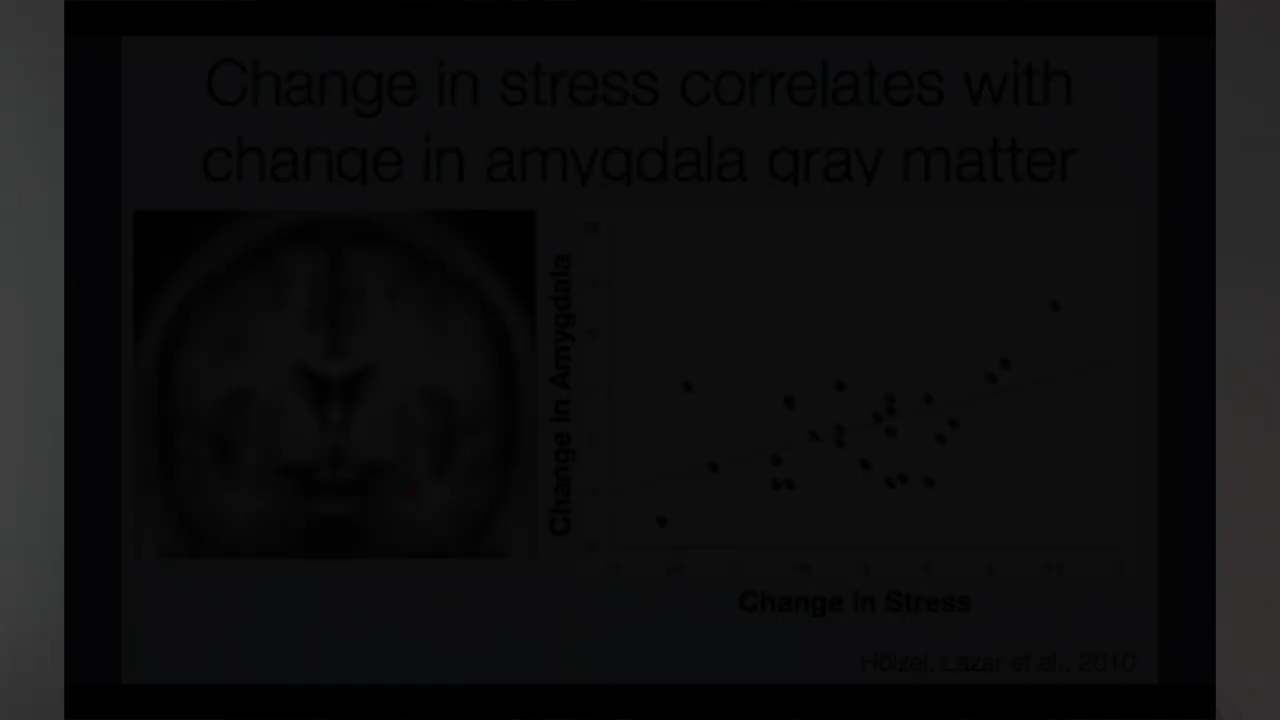 Change in stress correlates with
change in amygdala gray matter
Change In Amygdala
Change In Stress
Hölzel, Lazar et al., 2010